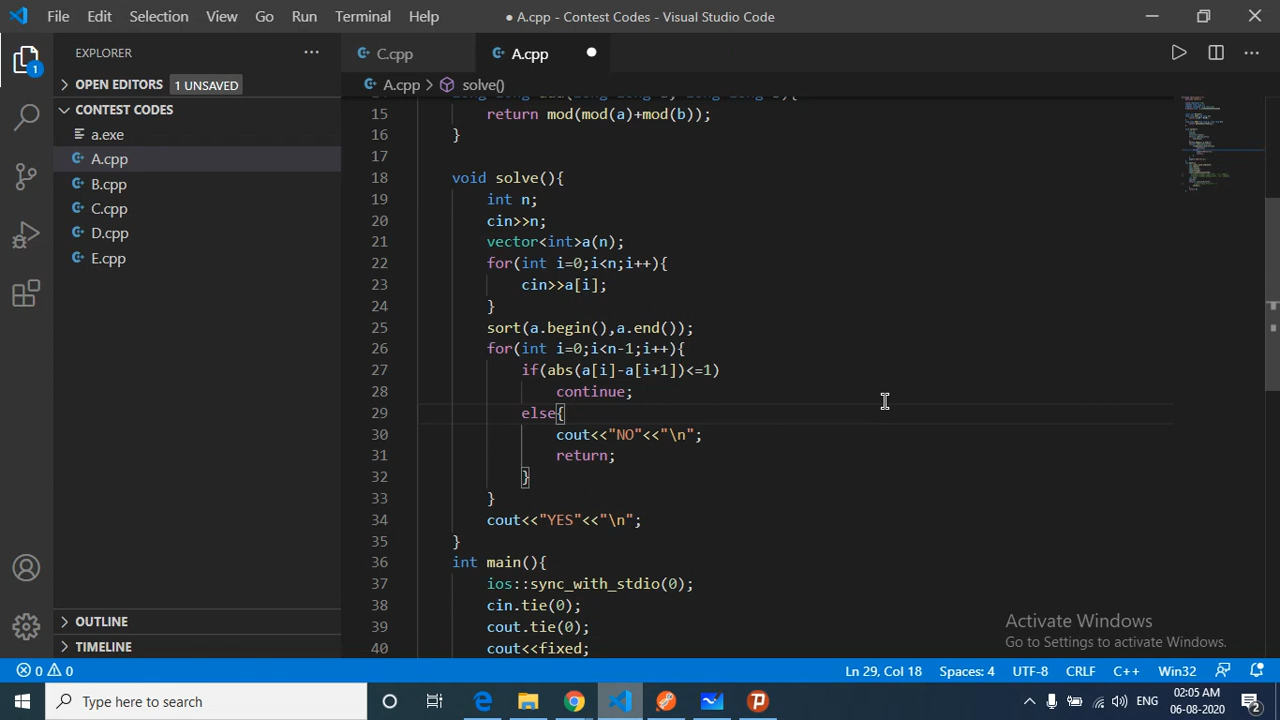 File Edit Selection View Go Run Terminal Help
● A.cpp - Contest Codes - Visual Studio Code
EXPLORER
OPEN EDITORS 1 UNSAVED
CONTEST CODES
a.exe
A.cpp
B.cpp
C.cpp
D.cpp
E.cpp
OUTLINE
TIMELINE
1
C.cpp A.cpp
A.cpp > solve()
15 return mod(mod(a)+mod(b));
16 }
17
18 void solve(){
19 int n;
20 cin>>n;
21 vector<int>a(n);
22 for(int i=0;i<n;i++){
23 cin>>a[i];
24 }
25 sort(a.begin(),a.end());
26 for(int i=0;i<n-1;i++){
27 if(abs(a[i]-a[i+1])<=1)
28 continue;
29 else{
30 cout<<"NO"<<"\n";
31 return;
32 }
33 }
34 cout<<"YES"<<"\n";
35 }
36 int main(){
37 ios::sync_with_stdio(0);
38 cin.tie(0);
39 cout.tie(0);
40 cout<<fixed;
Activate Windows
Go to Settings to activate Windows.
0 0 Ln 29, Col 18 Spaces: 4 UTF-8 CRLF C++ Win32
Type here to search
ENG
02:05 AM
06-08-2020
2